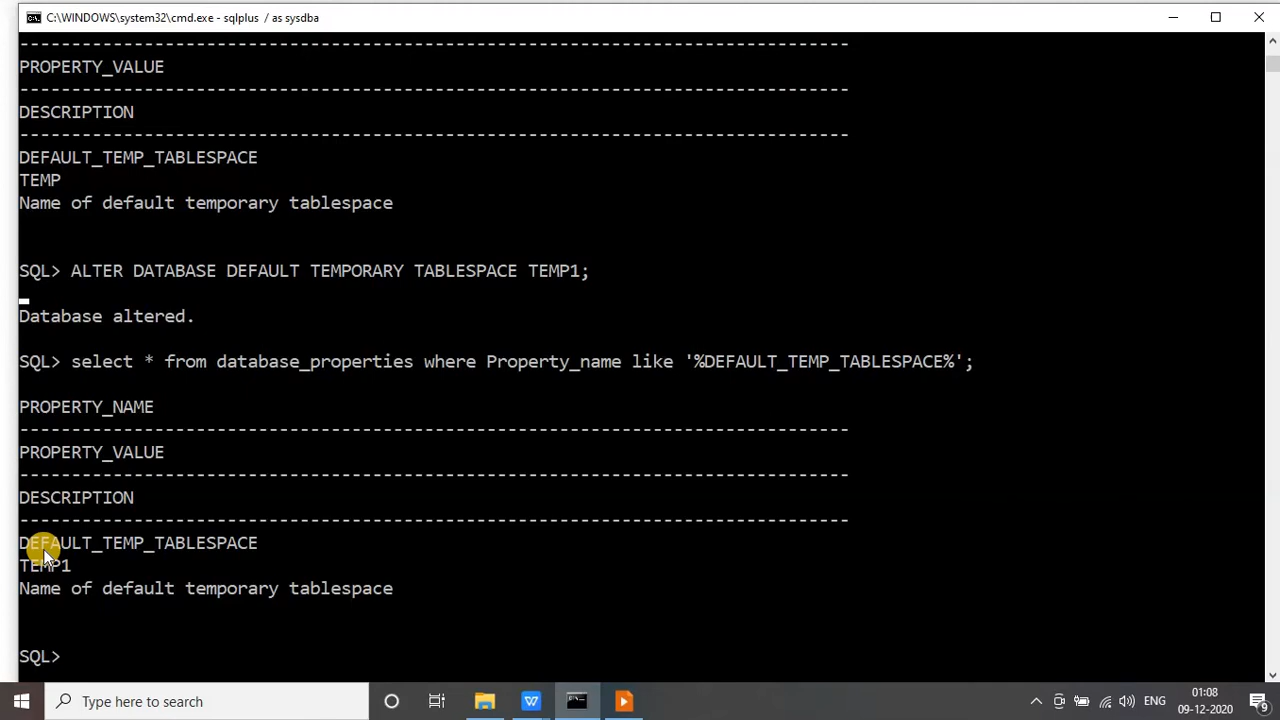 C:\WINDOWS\system32\cmd.exe - sqlplus / as sysdba
--------------------------------------------------------------------------------
PROPERTY_VALUE
--------------------------------------------------------------------------------
DESCRIPTION
--------------------------------------------------------------------------------
DEFAULT_TEMP_TABLESPACE
TEMP
Name of default temporary tablespace
SQL> ALTER DATABASE DEFAULT TEMPORARY TABLESPACE TEMP1;
Database altered.
SQL> select * from database_properties where Property_name like '%DEFAULT_TEMP_TABLESPACE%';
PROPERTY_NAME
--------------------------------------------------------------------------------
PROPERTY_VALUE
--------------------------------------------------------------------------------
DESCRIPTION
--------------------------------------------------------------------------------
DEFAULT_TEMP_TABLESPACE
TEMP1
Name of default temporary tablespace
SQL>
Type here to search
ENG
01:08
09-12-2020
9